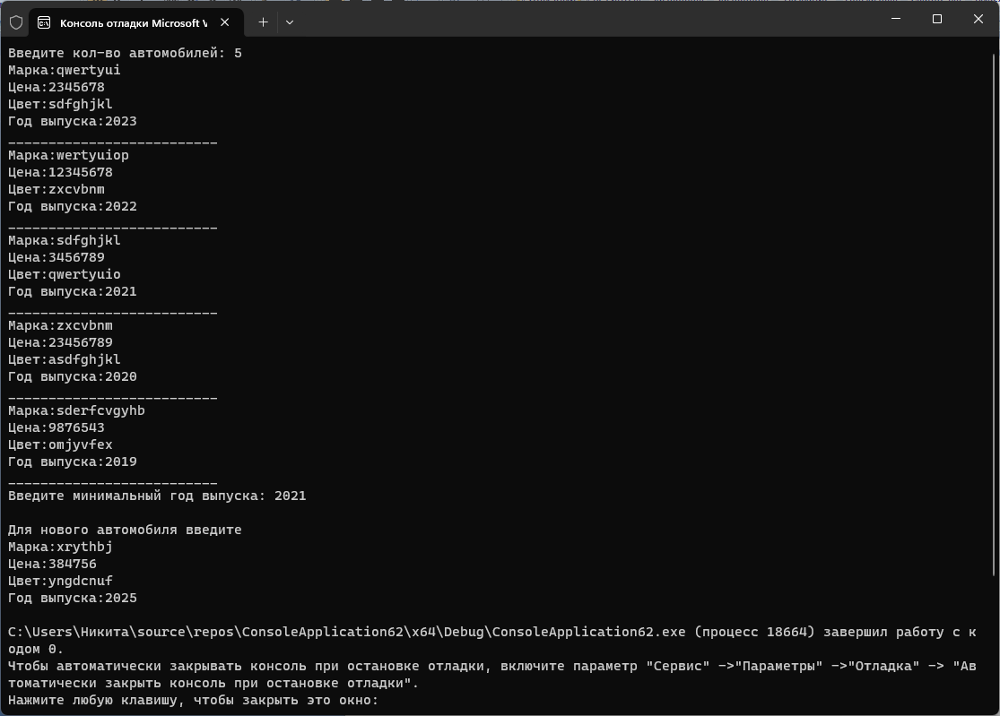 Консоль отладки Microsoft V
Введите кол-во автомобилей: 5
Марка:qwertyui
Цена:2345678
Цвет:sdfghjkl
Год выпуска:2023
__________________________
Марка:wertyuiop
Цена:12345678
Цвет:zxcvbnm
Год выпуска:2022
__________________________
Марка:sdfghjkl
Цена:3456789
Цвет:qwertyuio
Год выпуска:2021
__________________________
Марка:zxcvbnm
Цена:23456789
Цвет:asdfghjkl
Год выпуска:2020
__________________________
Марка:sderfcvgyhb
Цена:9876543
Цвет:omjyvfex
Год выпуска:2019
__________________________
Введите минимальный год выпуска: 2021
Для нового автомобиля введите
Марка:xrythbj
Цена:384756
Цвет:yngdcnuf
Год выпуска:2025
C:\Users\Никита\source\repos\ConsoleApplication62\x64\Debug\ConsoleApplication62.exe (процесс 18664) завершил работу с к
одом 0.
Чтобы автоматически закрывать консоль при остановке отладки, включите параметр "Сервис" ->"Параметры" ->"Отладка" -> "Ав
томатически закрыть консоль при остановке отладки".
Нажмите любую клавишу, чтобы закрыть это окно: